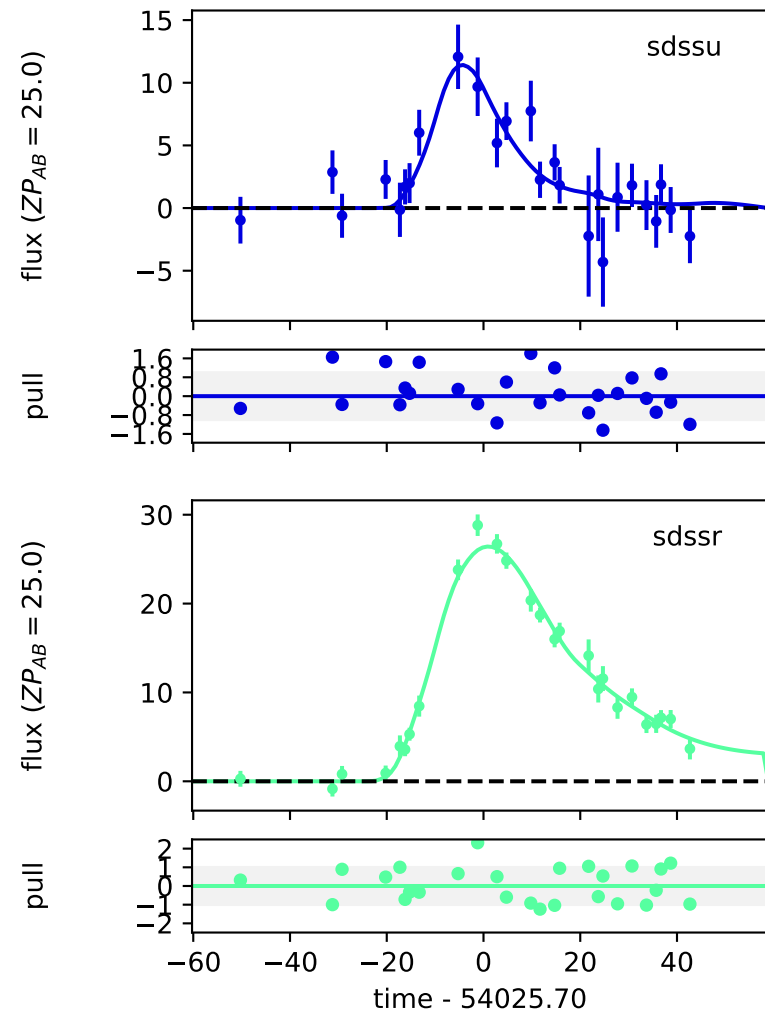 15
10
5
0
−5
flux (ZP_AB = 25.0)
sdssu
1.6
0.8
0.0
−0.8
−1.6
pull
30
20
10
0
flux (ZP_AB = 25.0)
sdssr
2
1
0
−1
−2
pull
−60 −40 −20 0 20 40
time - 54025.70